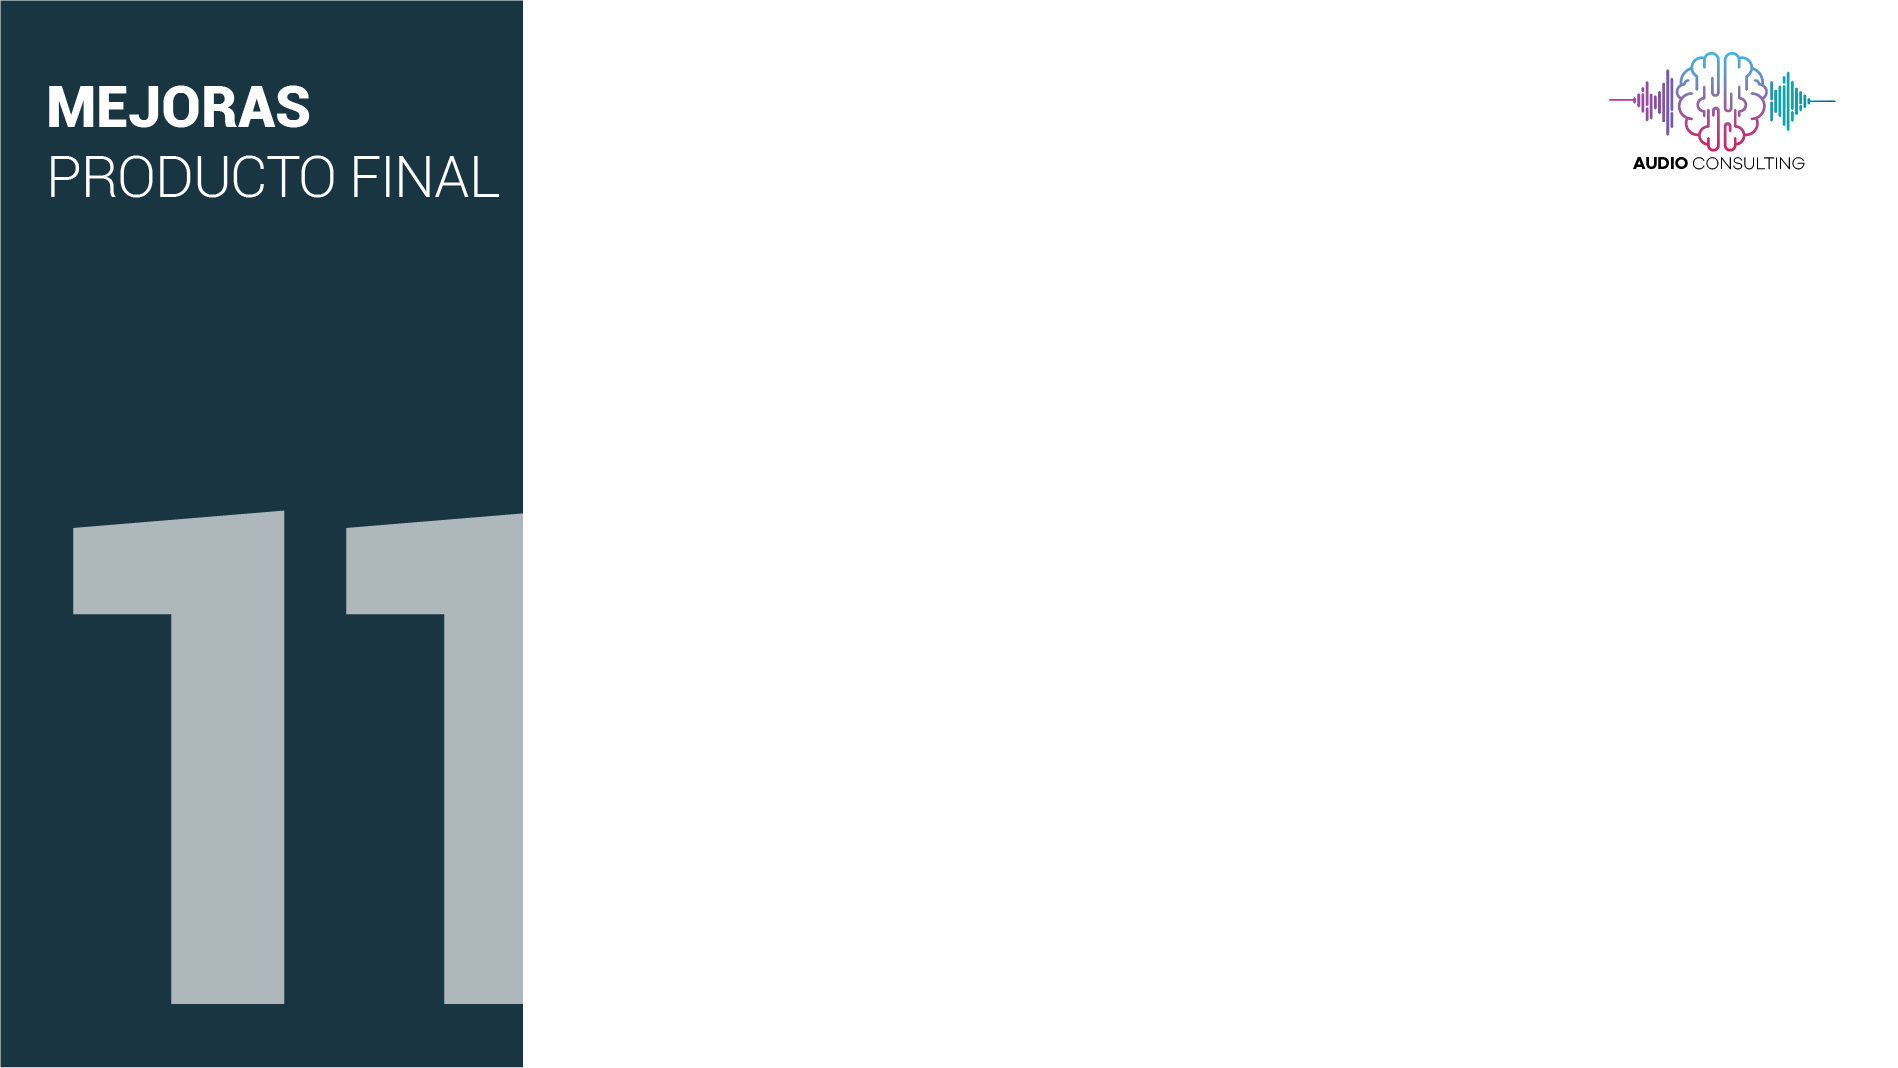 MEJORAS
PRODUCTO FINAL
11
AUDIO CONSULTING